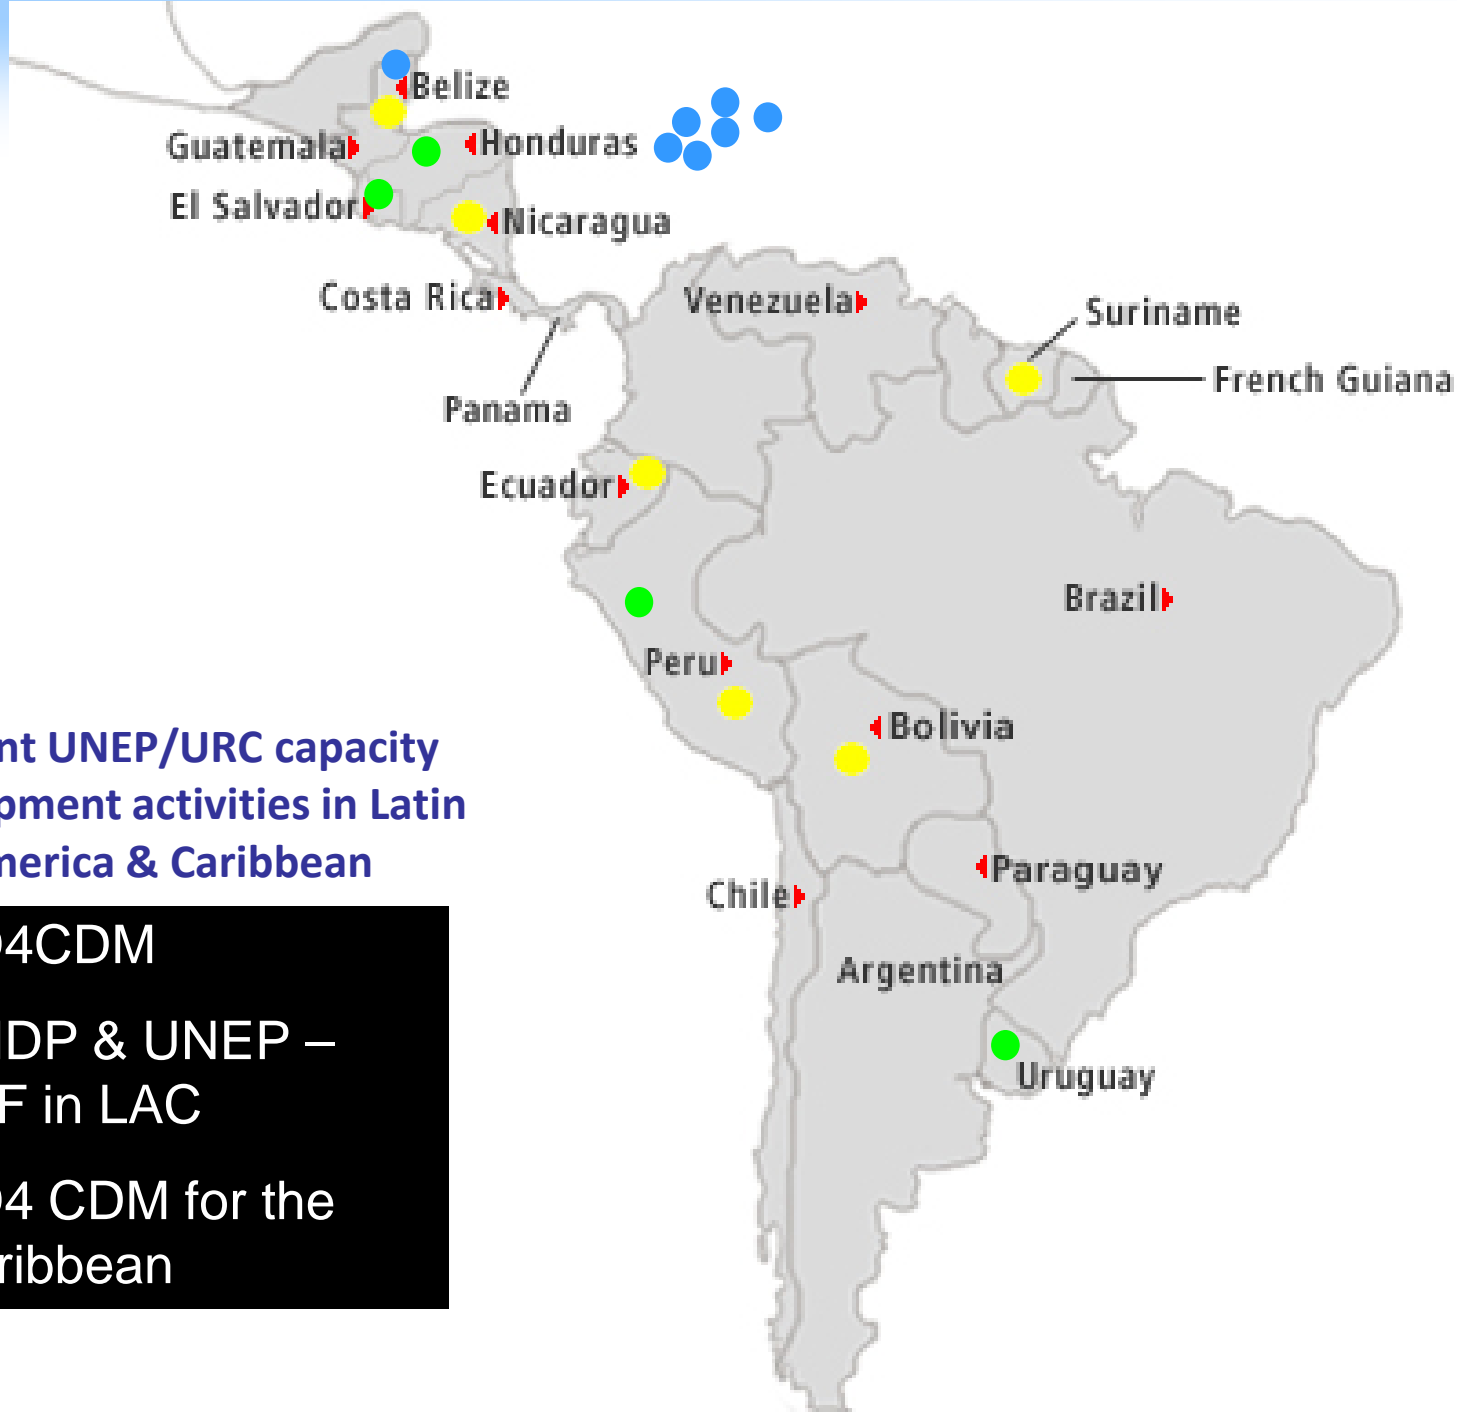 Belize
Guatemala
Honduras
El Salvador
Nicaragua
Costa Rica
Venezuela
Suriname
French Guiana
Panama
Ecuador
Brazil
Peru
Bolivia
nt UNEP/URC capacity
pment activities in Latin
merica & Caribbean
Paraguay
Chile
4CDM
Argentina
DP & UNEP –
F in LAC
Uruguay
4 CDM for the
ribbean